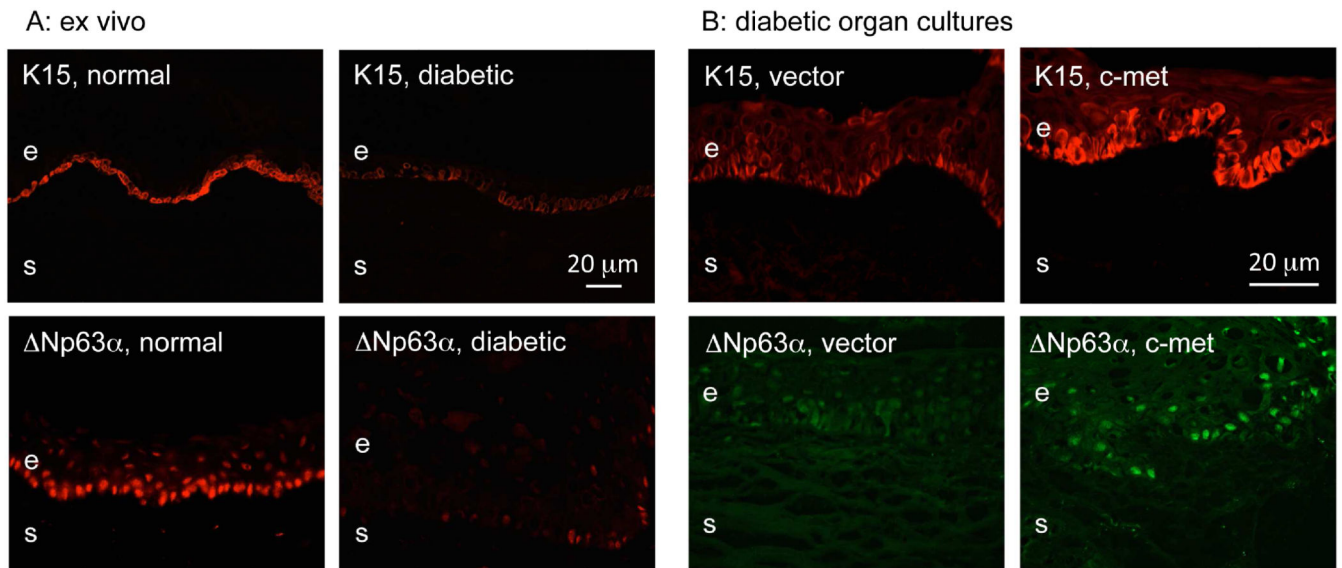 A: ex vivo
B: diabetic organ cultures
K15, normal
e
s
K15, diabetic
e
s
20 μm
K15, vector
e
s
K15, c-met
e
s
20 μm
ΔNp63α, normal
e
s
ΔNp63α, diabetic
e
s
ΔNp63α, vector
e
s
ΔNp63α, c-met
e
s